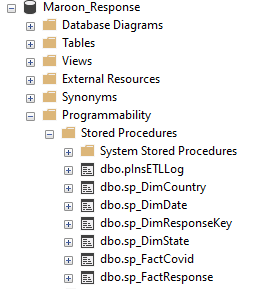 Maroon_Response
Database Diagrams
Tables
Views
External Resources
Synonyms
Programmability
Stored Procedures
System Stored Procedures
dbo.pInsETLLog
dbo.sp_DimCountry
dbo.sp_DimDate
dbo.sp_DimResponseKey
dbo.sp_DimState
dbo.sp_FactCovid
dbo.sp_FactResponse